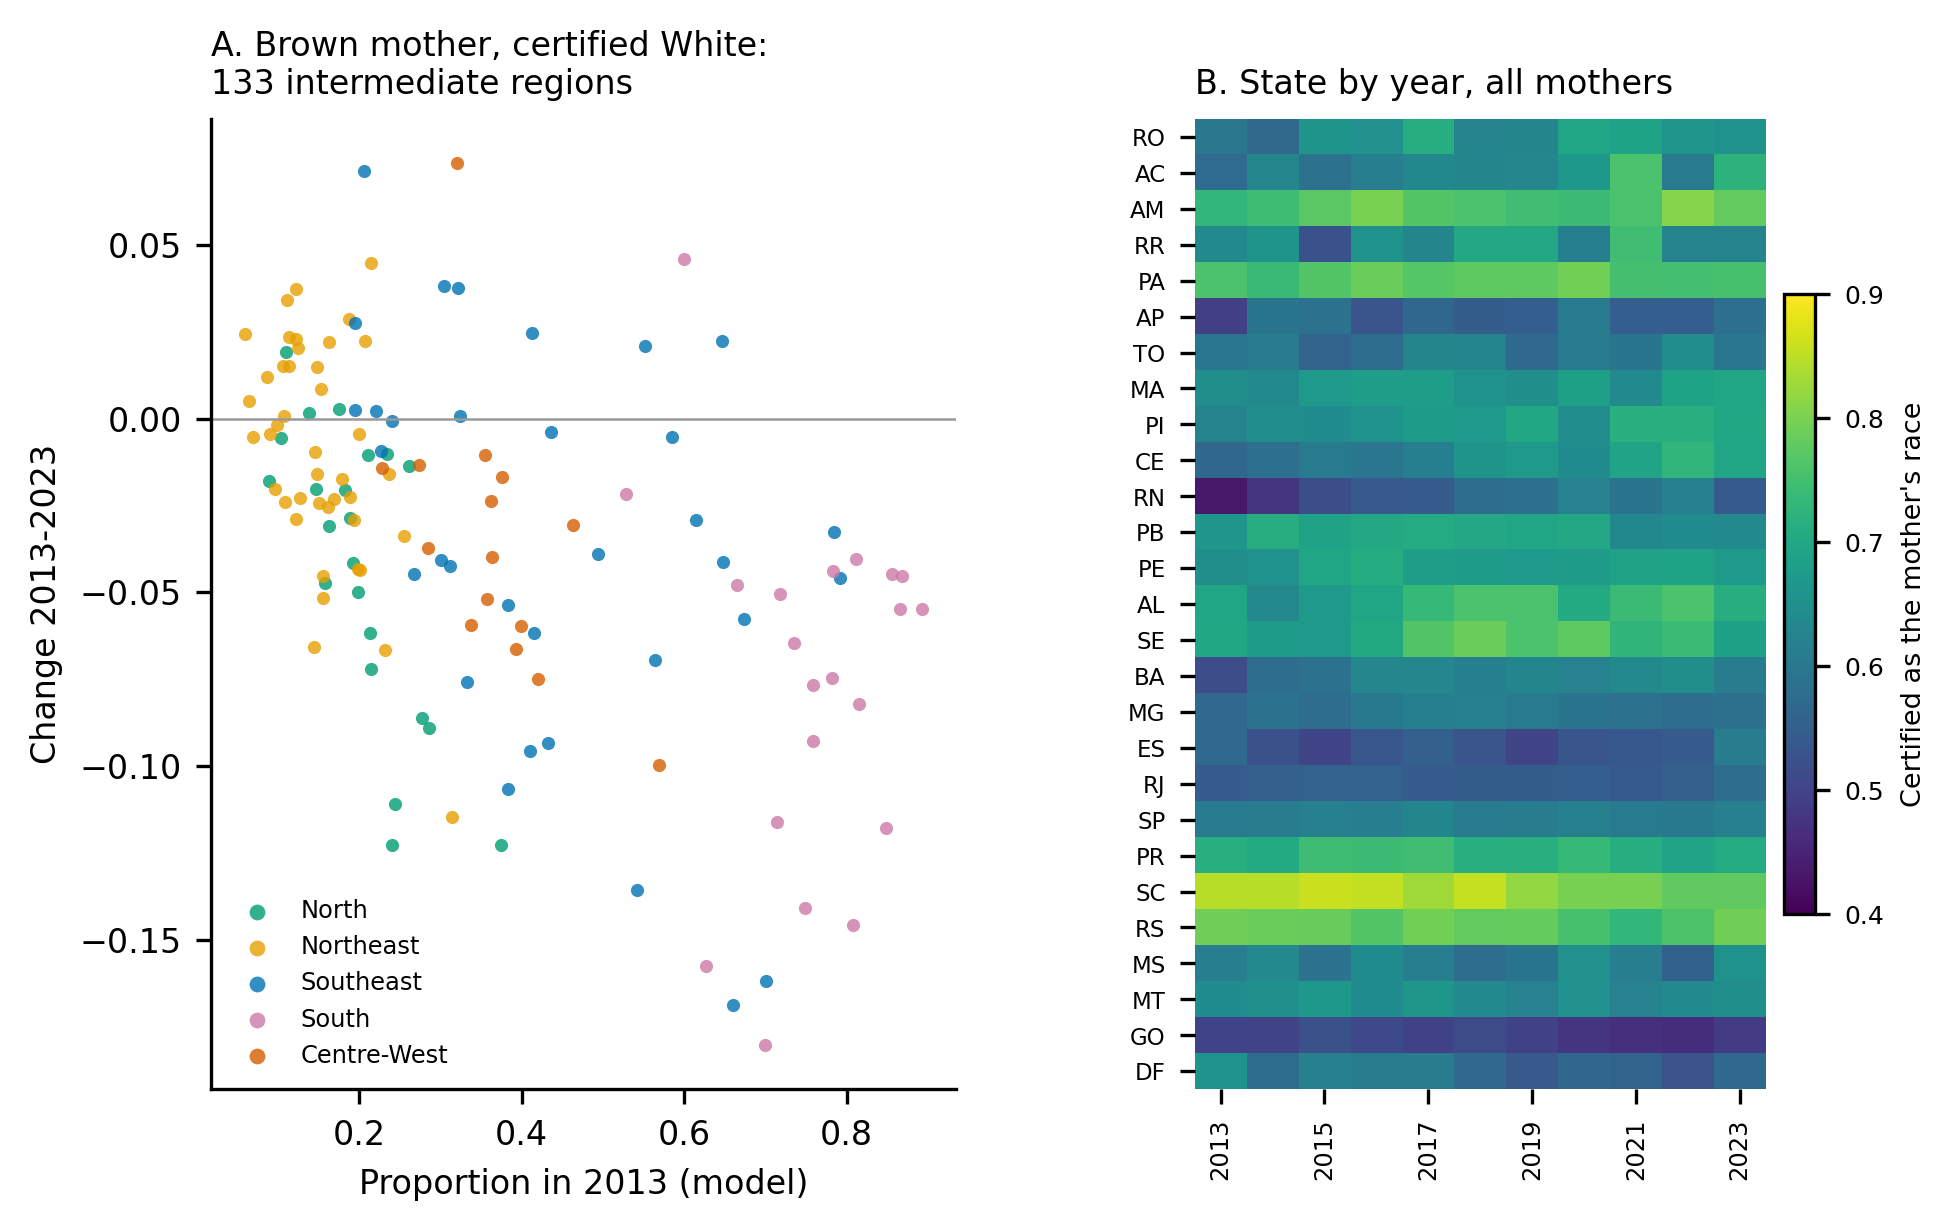 A. Brown mother, certified White:
133 intermediate regions
0.05
0.00
−0.05
−0.10
−0.15
Change 2013-2023
North
Northeast
Southeast
South
Centre-West
0.2
0.4
0.6
0.8
Proportion in 2013 (model)
B. State by year, all mothers
RO
AC
AM
RR
PA
AP
TO
MA
PI
CE
RN
PB
PE
AL
SE
BA
MG
ES
RJ
SP
PR
SC
RS
MS
MT
GO
DF
2013
2015
2017
2019
2021
2023
0.9
0.8
0.7
0.6
0.5
0.4
Certified as the mother's race